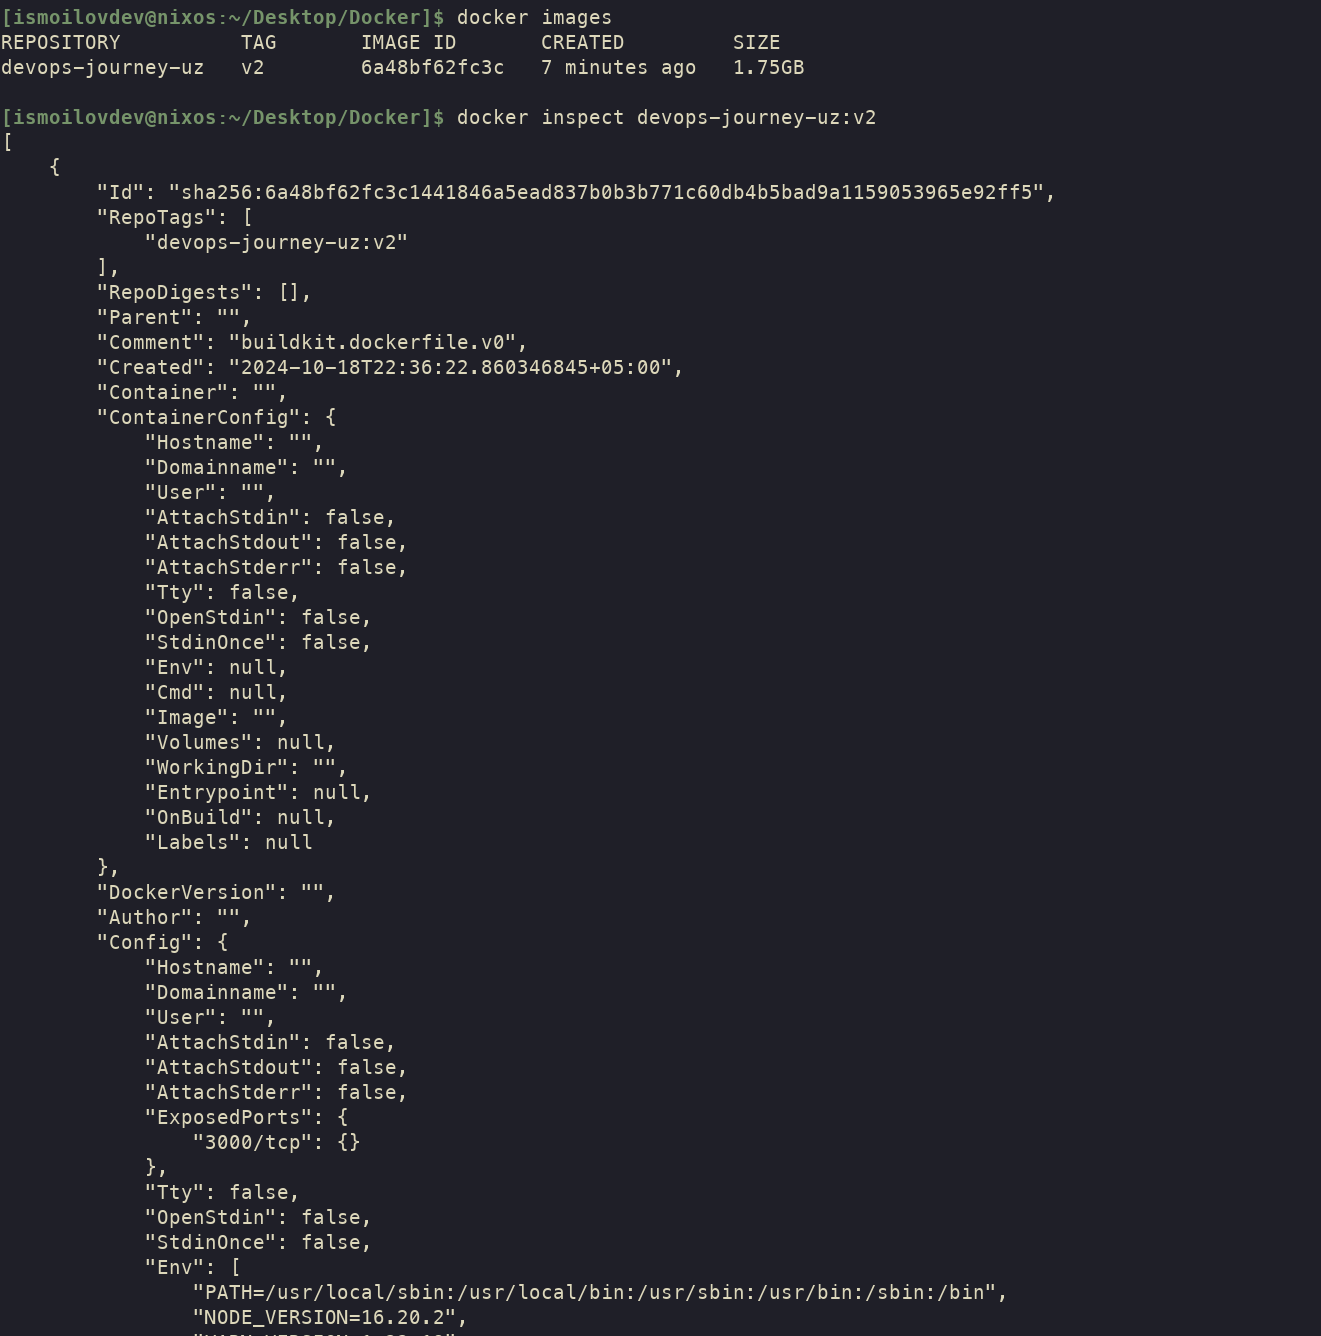 [ismoilovdev@nixos:~/Desktop/Docker]$ docker images
REPOSITORY          TAG       IMAGE ID       CREATED         SIZE
devops-journey-uz   v2        6a48bf62fc3c   7 minutes ago   1.75GB
[ismoilovdev@nixos:~/Desktop/Docker]$ docker inspect devops-journey-uz:v2
[
    {
        "Id": "sha256:6a48bf62fc3c1441846a5ead837b0b3b771c60db4b5bad9a1159053965e92ff5",
        "RepoTags": [
            "devops-journey-uz:v2"
        ],
        "RepoDigests": [],
        "Parent": "",
        "Comment": "buildkit.dockerfile.v0",
        "Created": "2024-10-18T22:36:22.860346845+05:00",
        "Container": "",
        "ContainerConfig": {
            "Hostname": "",
            "Domainname": "",
            "User": "",
            "AttachStdin": false,
            "AttachStdout": false,
            "AttachStderr": false,
            "Tty": false,
            "OpenStdin": false,
            "StdinOnce": false,
            "Env": null,
            "Cmd": null,
            "Image": "",
            "Volumes": null,
            "WorkingDir": "",
            "Entrypoint": null,
            "OnBuild": null,
            "Labels": null
        },
        "DockerVersion": "",
        "Author": "",
        "Config": {
            "Hostname": "",
            "Domainname": "",
            "User": "",
            "AttachStdin": false,
            "AttachStdout": false,
            "AttachStderr": false,
            "ExposedPorts": {
                "3000/tcp": {}
            },
            "Tty": false,
            "OpenStdin": false,
            "StdinOnce": false,
            "Env": [
                "PATH=/usr/local/sbin:/usr/local/bin:/usr/sbin:/usr/bin:/sbin:/bin",
                "NODE_VERSION=16.20.2",